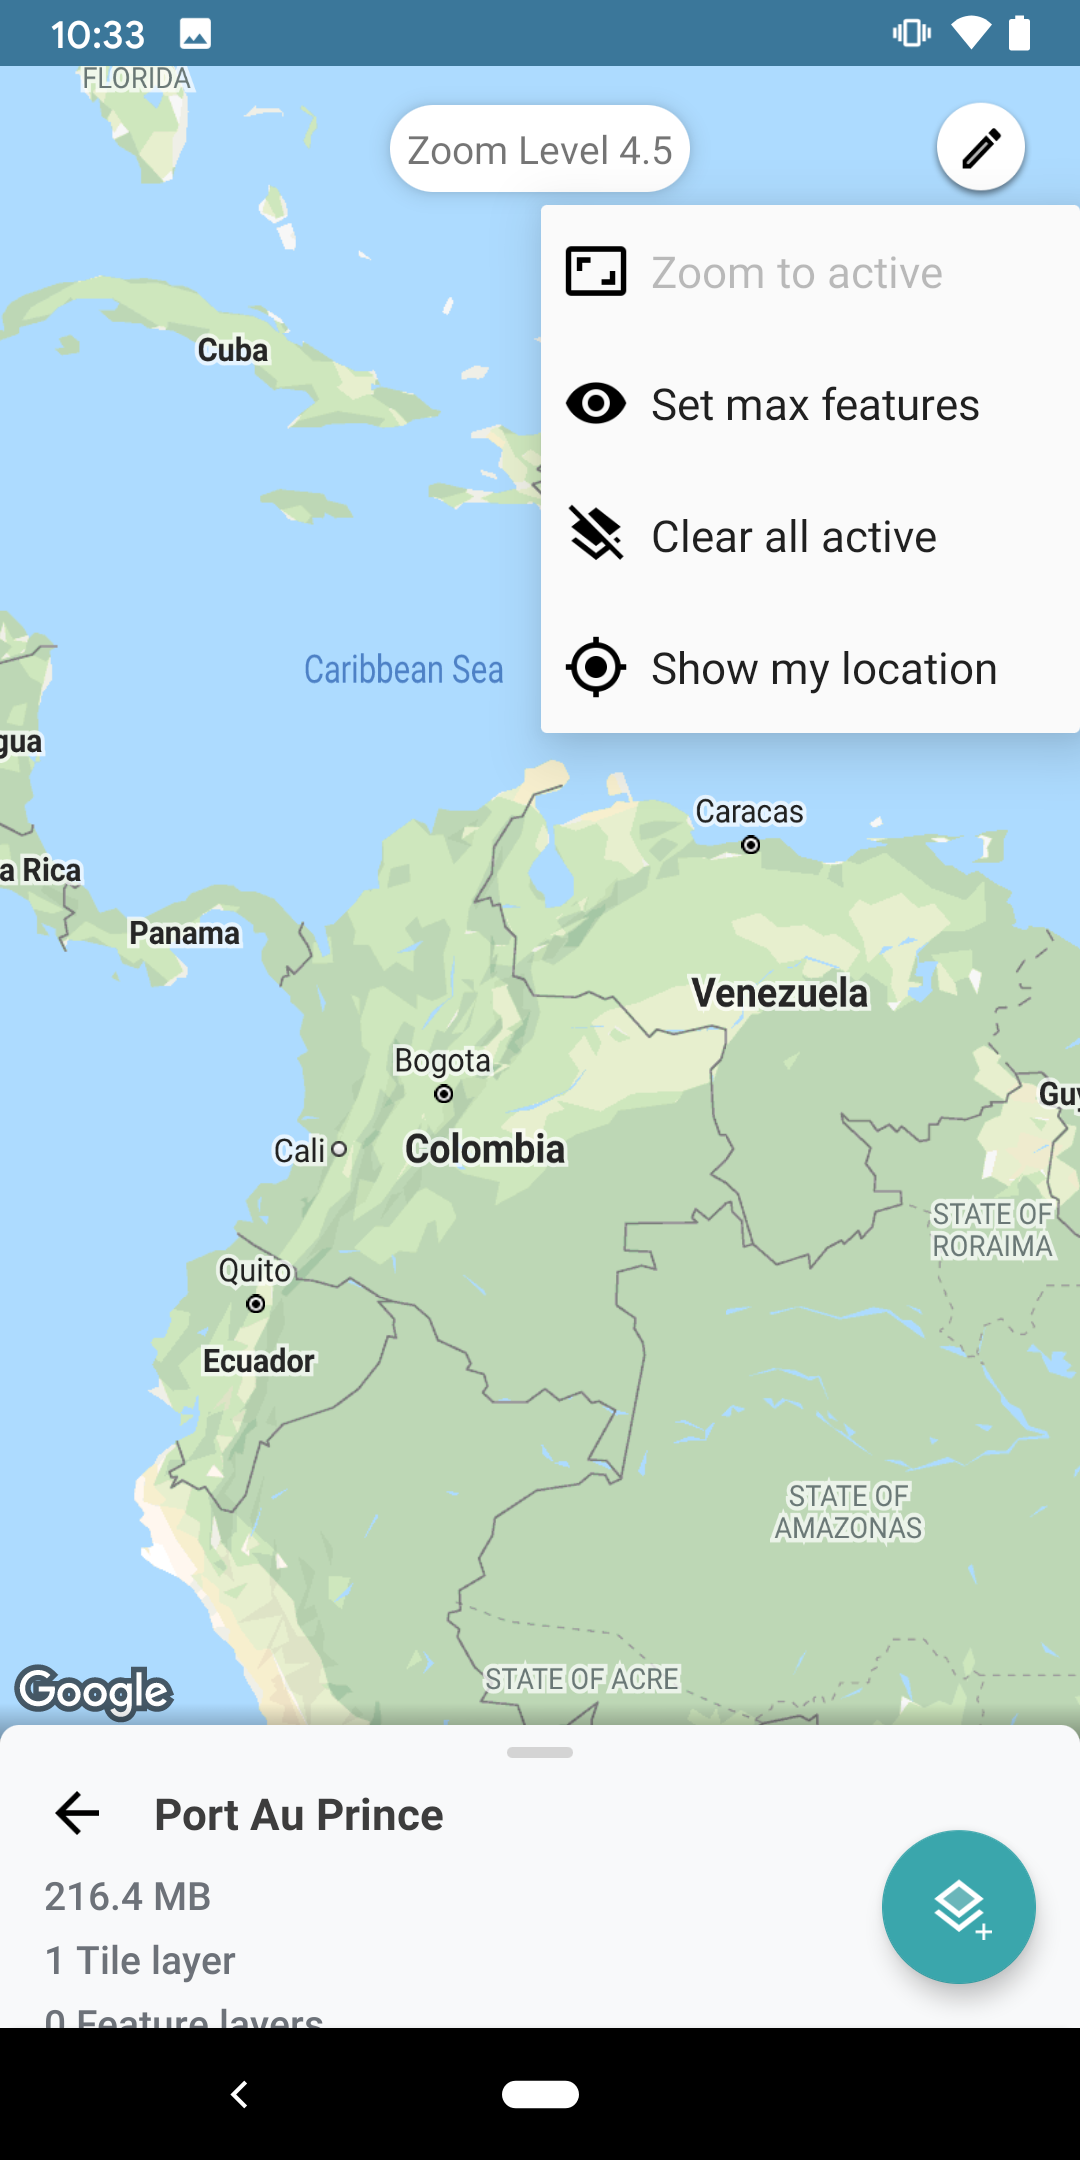 10:33
FLORIDA
Zoom Level 4.5
Zoom to active
Cuba
Set max features
Clear all active
Caribbean Sea
Show my location
gua
Caracas
a Rica
Panama
Venezuela
Bogota
Guy
Cali
Colombia
STATE OF
RORAIMA
Quito
Ecuador
STATE OF
AMAZONAS
STATE OF ACRE
Google
Port Au Prince
216.4 MB
1 Tile layer
0 Feature layers